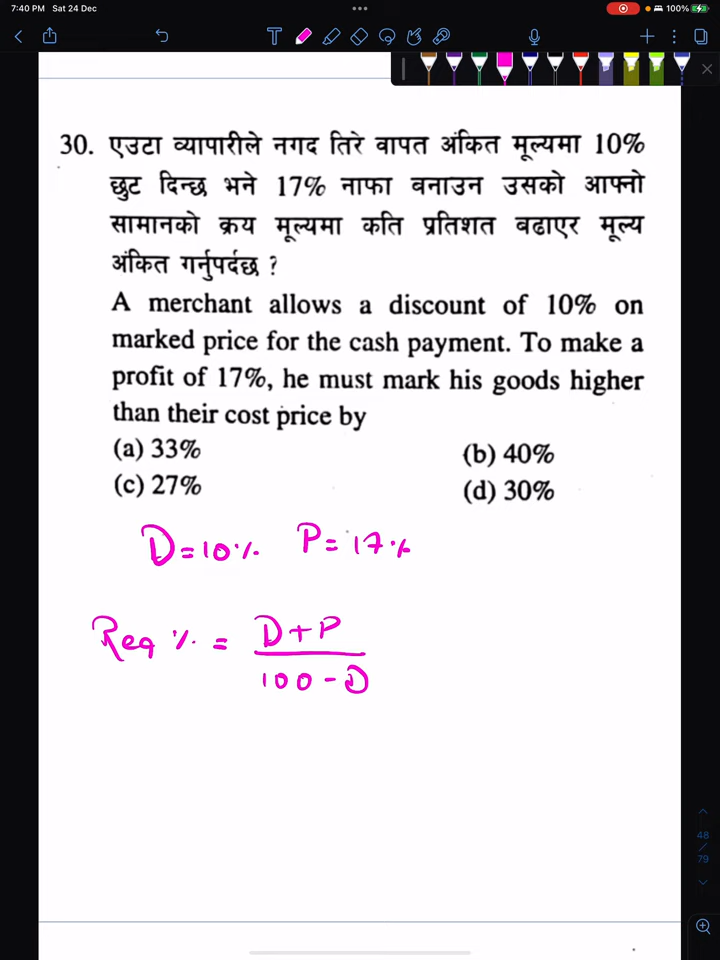 7:40 PM Sat 24 Dec
100%
30. एउटा व्यापारीले नगद तिरे वापत अंकित मूल्यमा 10%
छुट दिन्छ भने 17% नाफा बनाउन उसको आफ्नो
सामानको क्रय मूल्यमा कति प्रतिशत बढाएर मूल्य
अंकित गर्नुपर्दछ ?
A merchant allows a discount of 10% on
marked price for the cash payment. To make a
profit of 17%, he must mark his goods higher
than their cost price by
(a) 33% (b) 40%
(c) 27% (d) 30%
D = 10% P = 17%
Req % = D + P
100 - D
48
/
79